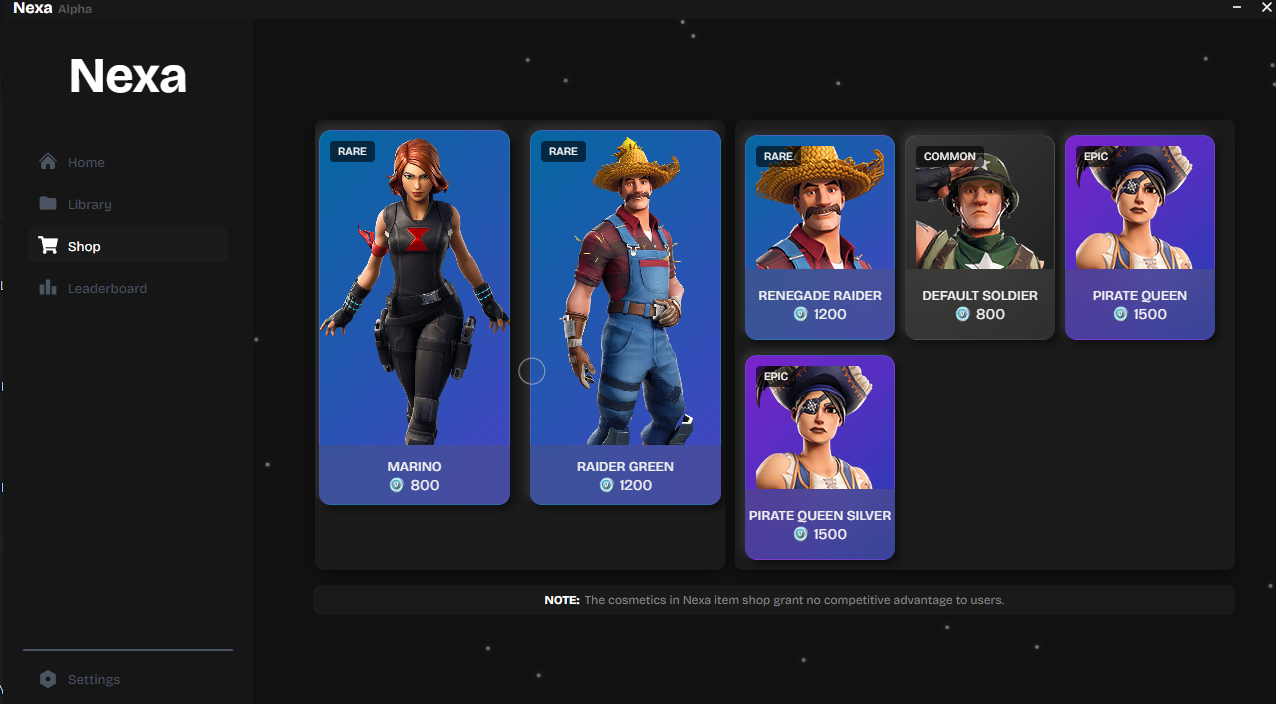 Nexa Alpha
Nexa
Home
Library
Shop
Leaderboard
Settings
RARE
MARINO
800
RARE
RAIDER GREEN
1200
RARE
RENEGADE RAIDER
1200
COMMON
DEFAULT SOLDIER
800
EPIC
PIRATE QUEEN
1500
EPIC
PIRATE QUEEN SILVER
1500
NOTE: The cosmetics in Nexa item shop grant no competitive advantage to users.